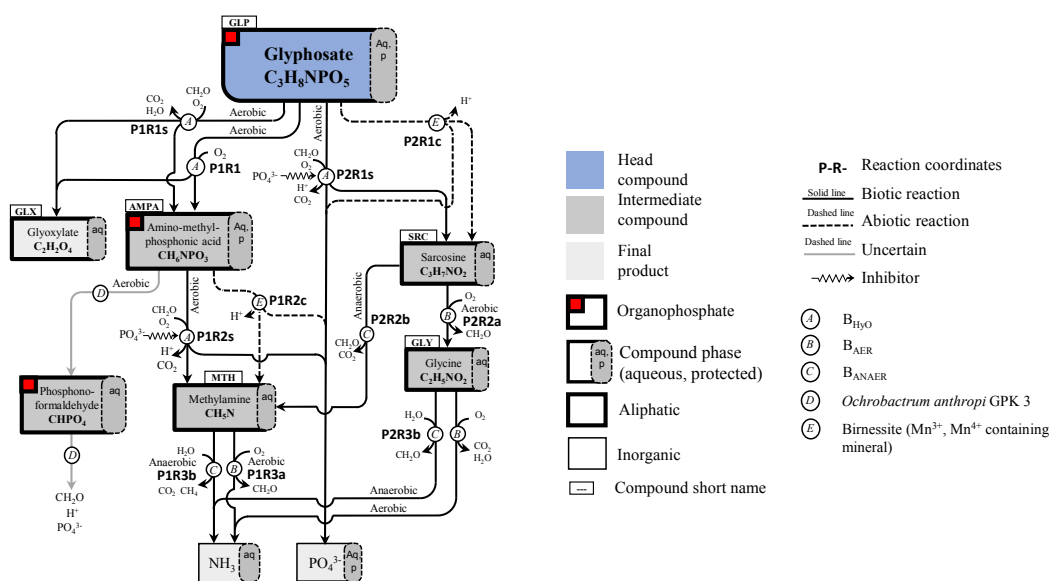 GLP
Glyphosate
C₃H₈NPO₅
Aq,
p
CO₂
H₂O
CH₂O
O₂
A
P1R1s
Aerobic
Aerobic
O₂
A
P1R1
Aerobic
CH₂O
O₂
PO₄³⁻
A
P2R1s
H⁺
CO₂
H⁺
E
P2R1c
GLX
Glyoxylate
C₂H₂O₄
aq
AMPA
Amino-methyl-
phosphonic acid
CH₆NPO₃
Aq,
p
SRC
Sarcosine
C₃H₇NO₂
aq
D
Aerobic
Aerobic
CH₂O
O₂
PO₄³⁻
A
P1R2s
H⁺
CO₂
E
P1R2c
H⁺
Anaerobic
P2R2b
C
CH₂O
CO₂
O₂
Aerobic
B
P2R2a
CH₂O
Phosphono-
formaldehyde
CHPO₄
aq
MTH
Methylamine
CH₅N
aq
GLY
Glycine
C₂H₅NO₂
aq
D
CH₂O
H⁺
PO₄³⁻
H₂O
Anaerobic
P1R3b
C
CO₂ CH₄
O₂
Aerobic
B
P1R3a
CH₂O
H₂O
P2R3b
C
CH₂O
O₂
B
CO₂
H₂O
Anaerobic
Aerobic
NH₃
aq
PO₄³⁻
Aq,
p
Head
compound
Intermediate
compound
Final
product
Organophosphate
aq,
p
Compound phase
(aqueous, protected)
Aliphatic
Inorganic
---
Compound short name
P-R- Reaction coordinates
Solid line Biotic reaction
Dashed line Abiotic reaction
Dashed line Uncertain
Inhibitor
A B_HyO
B B_AER
C B_ANAER
D Ochrobactrum anthropi GPK 3
E Birnessite (Mn³⁺, Mn⁴⁺ containing
mineral)